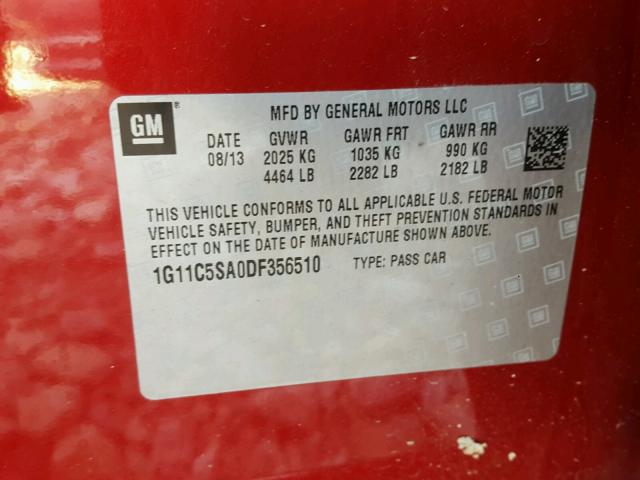 GM
MFD BY GENERAL MOTORS LLC
DATE GVWR GAWR FRT GAWR RR
08/13 2025 KG 1035 KG 990 KG
4464 LB 2282 LB 2182 LB
THIS VEHICLE CONFORMS TO ALL APPLICABLE U.S. FEDERAL MOTOR
VEHICLE SAFETY, BUMPER, AND THEFT PREVENTION STANDARDS IN
EFFECT ON THE DATE OF MANUFACTURE SHOWN ABOVE.
1G11C5SA0DF356510 TYPE: PASS CAR